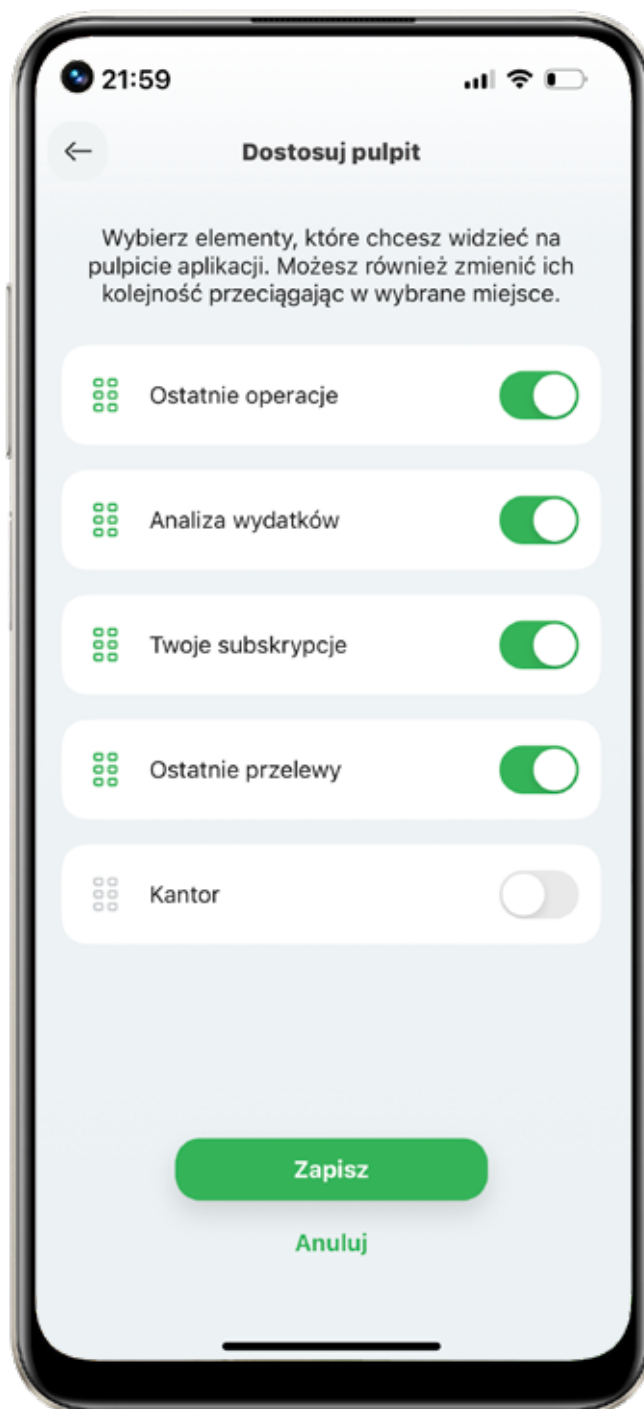 21:59
Dostosuj pulpit
Wybierz elementy, które chcesz widzieć na
pulpicie aplikacji. Możesz również zmienić ich
kolejność przeciągając w wybrane miejsce.
Ostatnie operacje
Analiza wydatków
Twoje subskrypcje
Ostatnie przelewy
Kantor
Zapisz
Anuluj